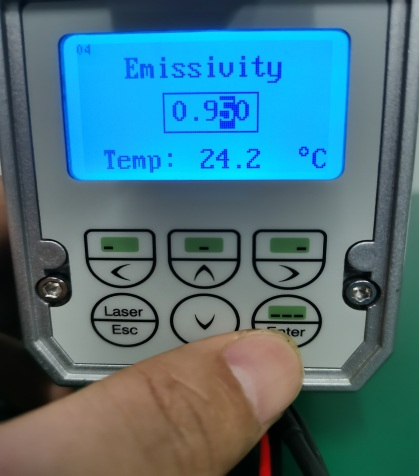 04
Emissivity
0.950
Temp: 24.2 °C
Laser
Esc
Enter